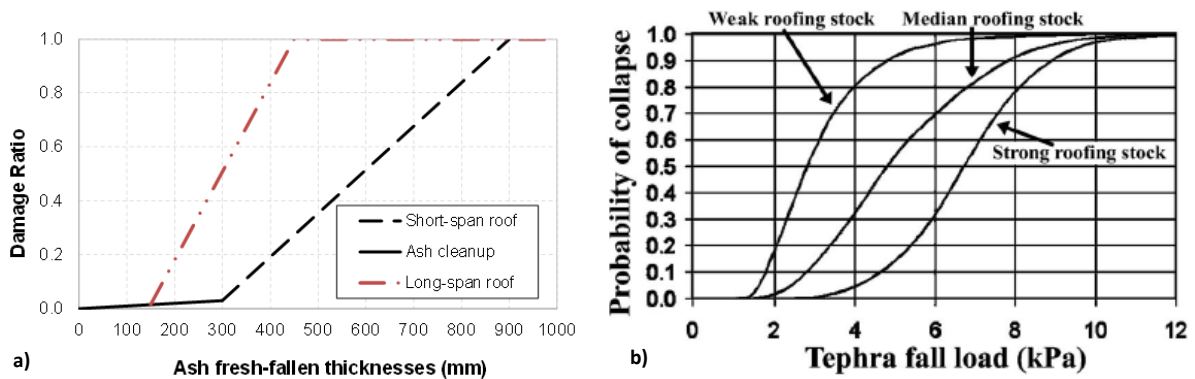 1.0
0.8
0.6
0.4
0.2
0.0
Damage Ratio
0 100 200 300 400 500 600 700 800 900 1000
Ash fresh-fallen thicknesses (mm)
Short-span roof
Ash cleanup
Long-span roof
a)
Weak roofing stock
Median roofing stock
Strong roofing stock
1.0
0.9
0.8
0.7
0.6
0.5
0.4
0.3
0.2
0.1
0.0
Probability of collapse
0 2 4 6 8 10 12
Tephra fall load (kPa)
b)